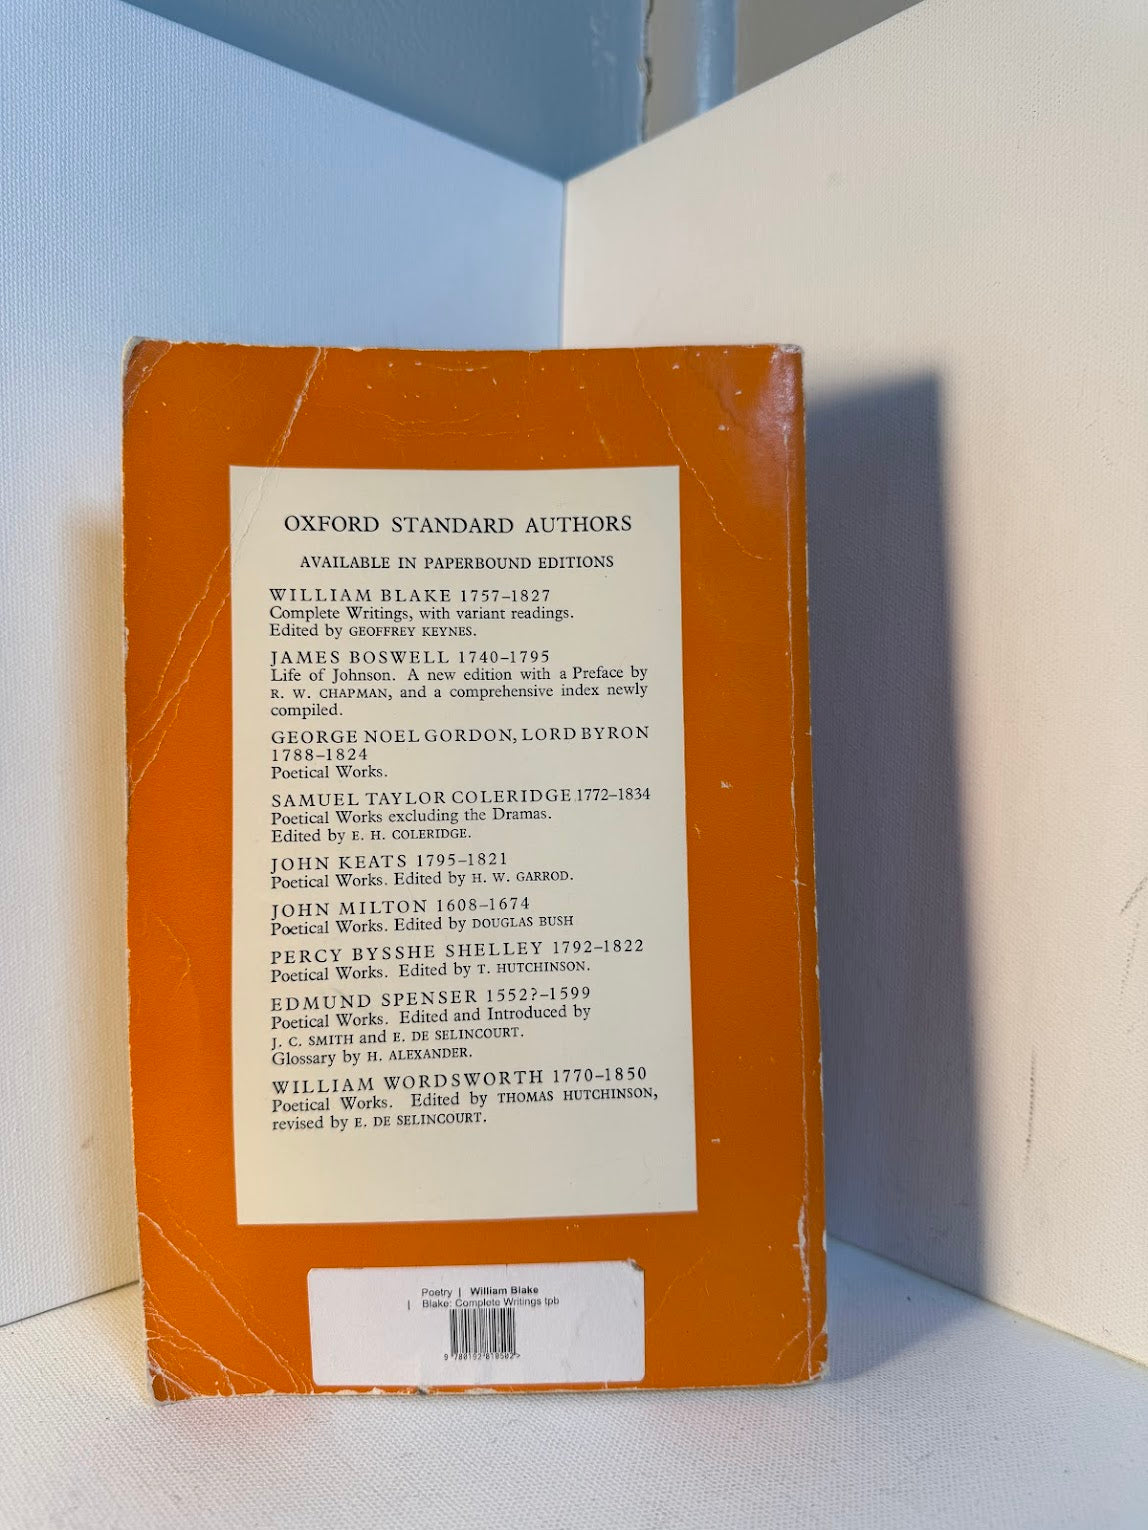 OXFORD STANDARD AUTHORS
AVAILABLE IN PAPERBOUND EDITIONS
WILLIAM BLAKE 1757–1827
Complete Writings, with variant readings.
Edited by GEOFFREY KEYNES.
JAMES BOSWELL 1740–1795
Life of Johnson. A new edition with a Preface by
R. W. CHAPMAN, and a comprehensive index newly
compiled.
GEORGE NOEL GORDON, LORD BYRON
1788–1824
Poetical Works.
SAMUEL TAYLOR COLERIDGE 1772–1834
Poetical Works excluding the Dramas.
Edited by E. H. COLERIDGE.
JOHN KEATS 1795–1821
Poetical Works. Edited by H. W. GARROD.
JOHN MILTON 1608–1674
Poetical Works. Edited by DOUGLAS BUSH
PERCY BYSSHE SHELLEY 1792–1822
Poetical Works. Edited by T. HUTCHINSON.
EDMUND SPENSER 1552?–1599
Poetical Works. Edited and Introduced by
J. C. SMITH and E. DE SELINCOURT.
Glossary by H. ALEXANDER.
WILLIAM WORDSWORTH 1770–1850
Poetical Works. Edited by THOMAS HUTCHINSON,
revised by E. DE SELINCOURT.
Poetry | William Blake
| Blake: Complete Writings tpb
9 780192 810502 >